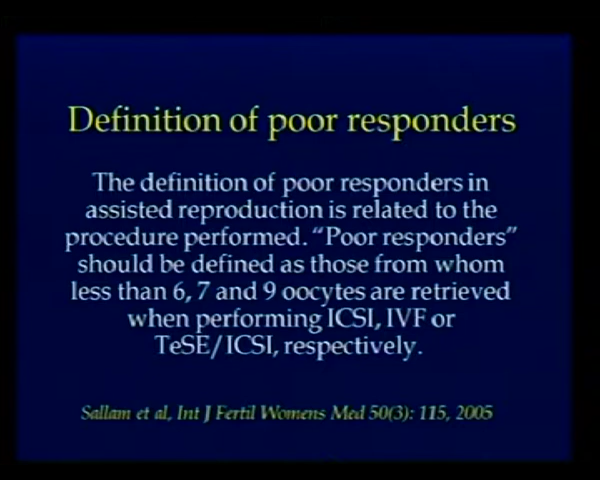 Definition of poor responders
The definition of poor responders in
assisted reproduction is related to the
procedure performed. “Poor responders”
should be defined as those from whom
less than 6, 7 and 9 oocytes are retrieved
when performing ICSI, IVF or
TeSE/ICSI, respectively.
Sallam et al, Int J Fertil Womens Med 50(3): 115, 2005